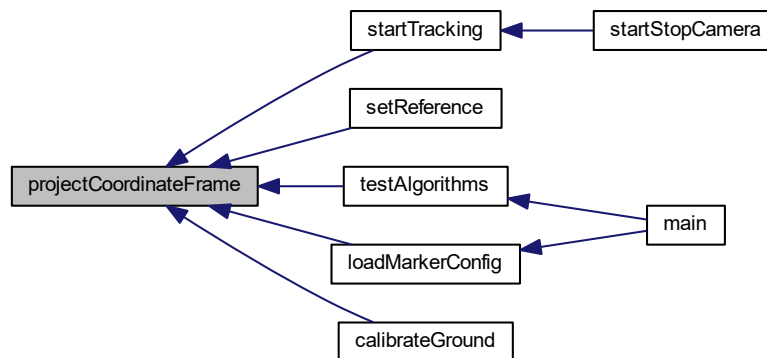 startTracking
startStopCamera
setReference
projectCoordinateFrame
testAlgorithms
main
loadMarkerConfig
calibrateGround